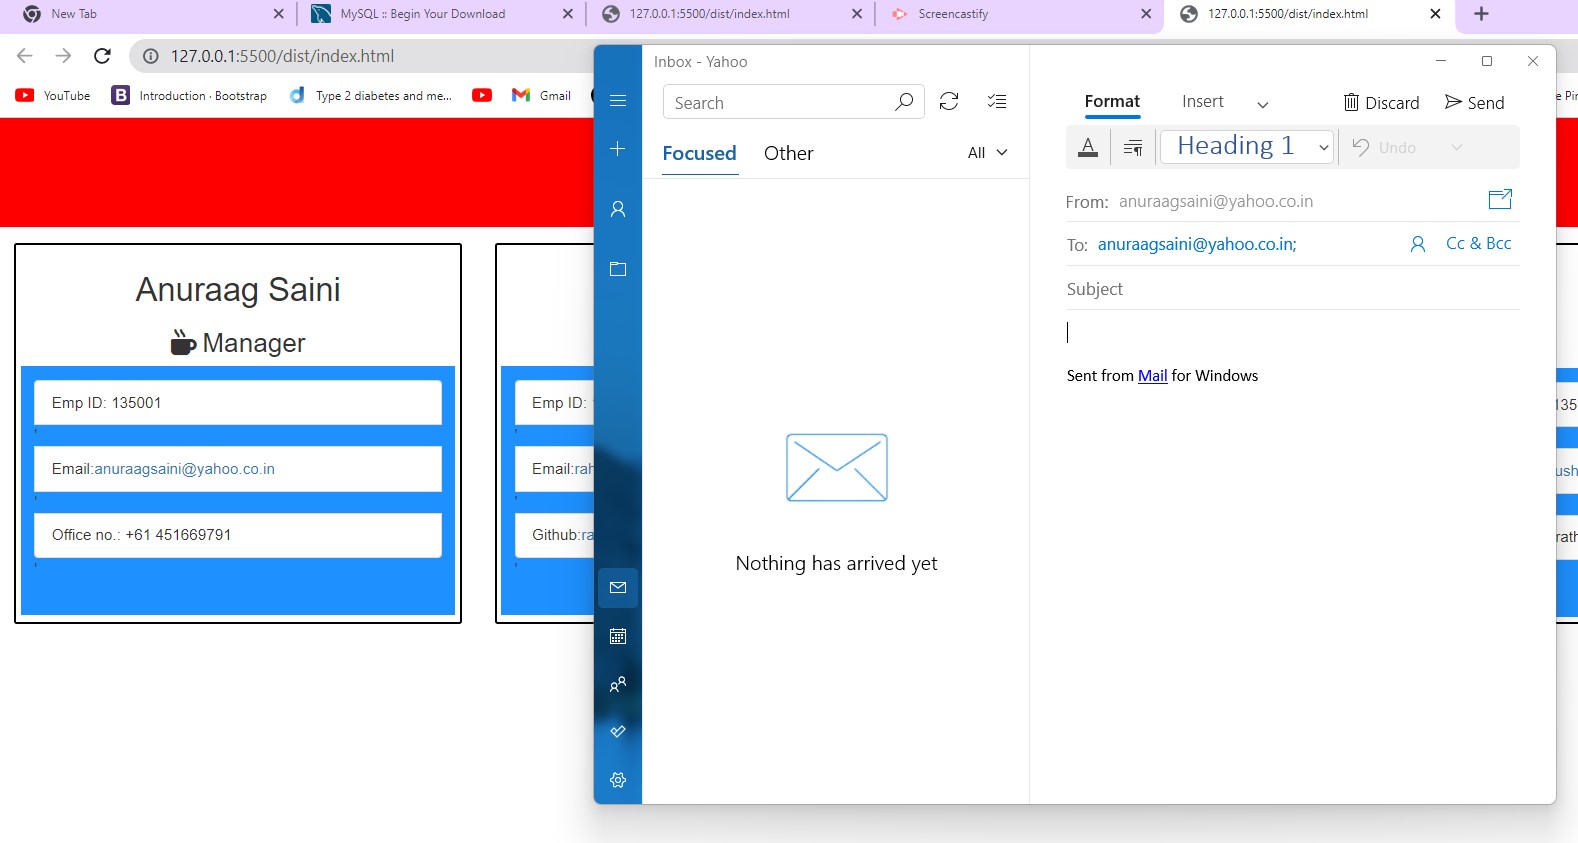 New Tab
MySQL :: Begin Your Download
127.0.0.1:5500/dist/index.html
Screencastify
127.0.0.1:5500/dist/index.html
127.0.0.1:5500/dist/index.html
YouTube
Introduction · Bootstrap
Type 2 diabetes and me...
Gmail
Anuraag Saini
Manager
Emp ID: 135001
Email:anuraagsaini@yahoo.co.in
Office no.: +61 451669791
Emp ID:
Email:rah
Github:ra
Inbox - Yahoo
Search
Focused Other All
Nothing has arrived yet
Format Insert Discard Send
Heading 1 Undo
From: anuraagsaini@yahoo.co.in
To: anuraagsaini@yahoo.co.in; Cc & Bcc
Subject
Sent from Mail for Windows
e Pin
135
ush
rath